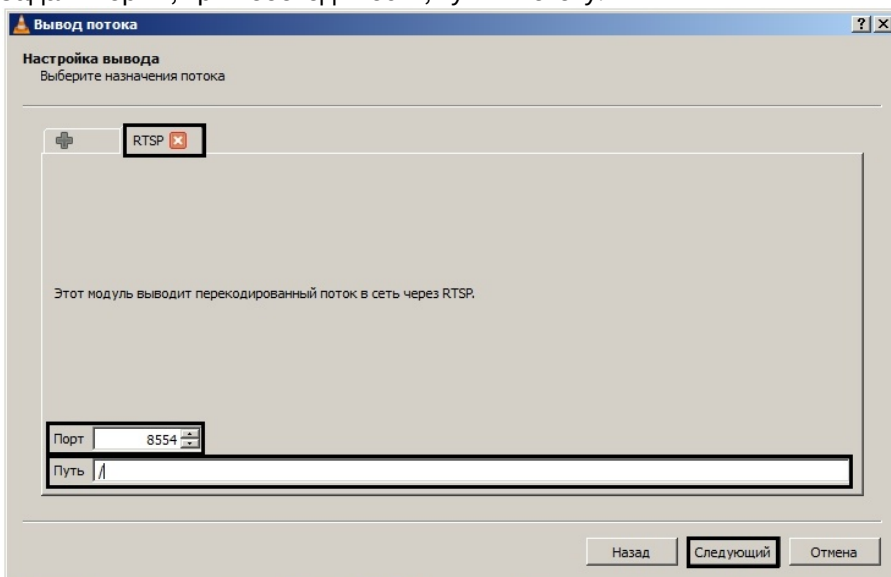 Вывод потока
Настройка вывода
Выберите назначения потока
RTSP
Этот модуль выводит перекодированный поток в сеть через RTSP.
Порт 8554
Путь /
Назад Следующий Отмена